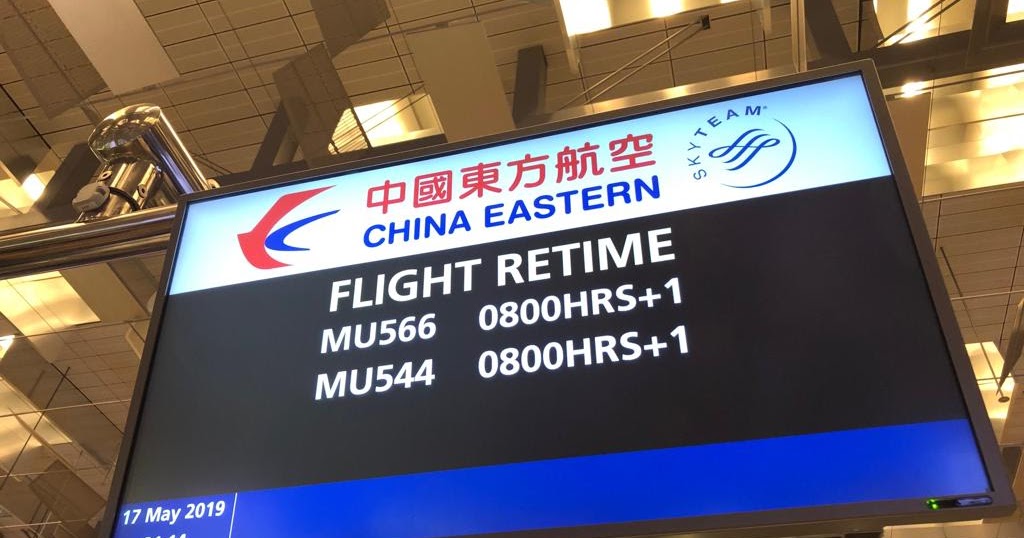 中國東方航空
CHINA EASTERN
SKYTEAM
FLIGHT RETIME
MU566 0800HRS+1
MU544 0800HRS+1
17 May 2019